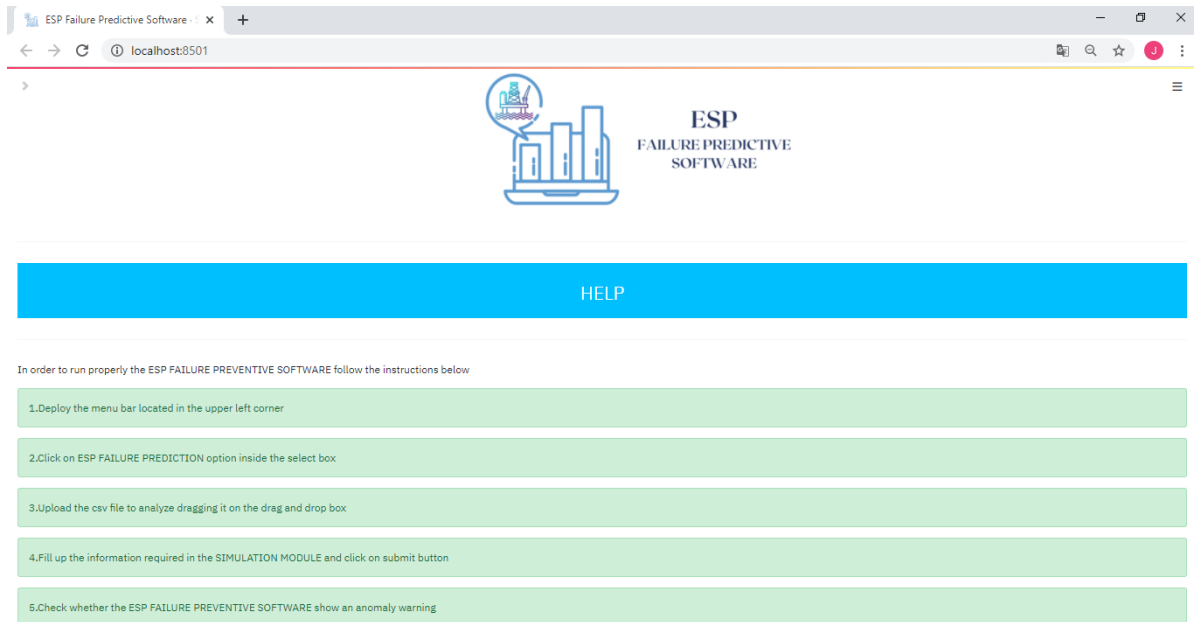 ESP Failure Predictive Software ·
localhost:8501
J
ESP
FAILURE PREDICTIVE
SOFTWARE
HELP
In order to run properly the ESP FAILURE PREVENTIVE SOFTWARE follow the instructions below
1.Deploy the menu bar located in the upper left corner
2.Click on ESP FAILURE PREDICTION option inside the select box
3.Upload the csv file to analyze dragging it on the drag and drop box
4.Fill up the information required in the SIMULATION MODULE and click on submit button
5.Check whether the ESP FAILURE PREVENTIVE SOFTWARE show an anomaly warning